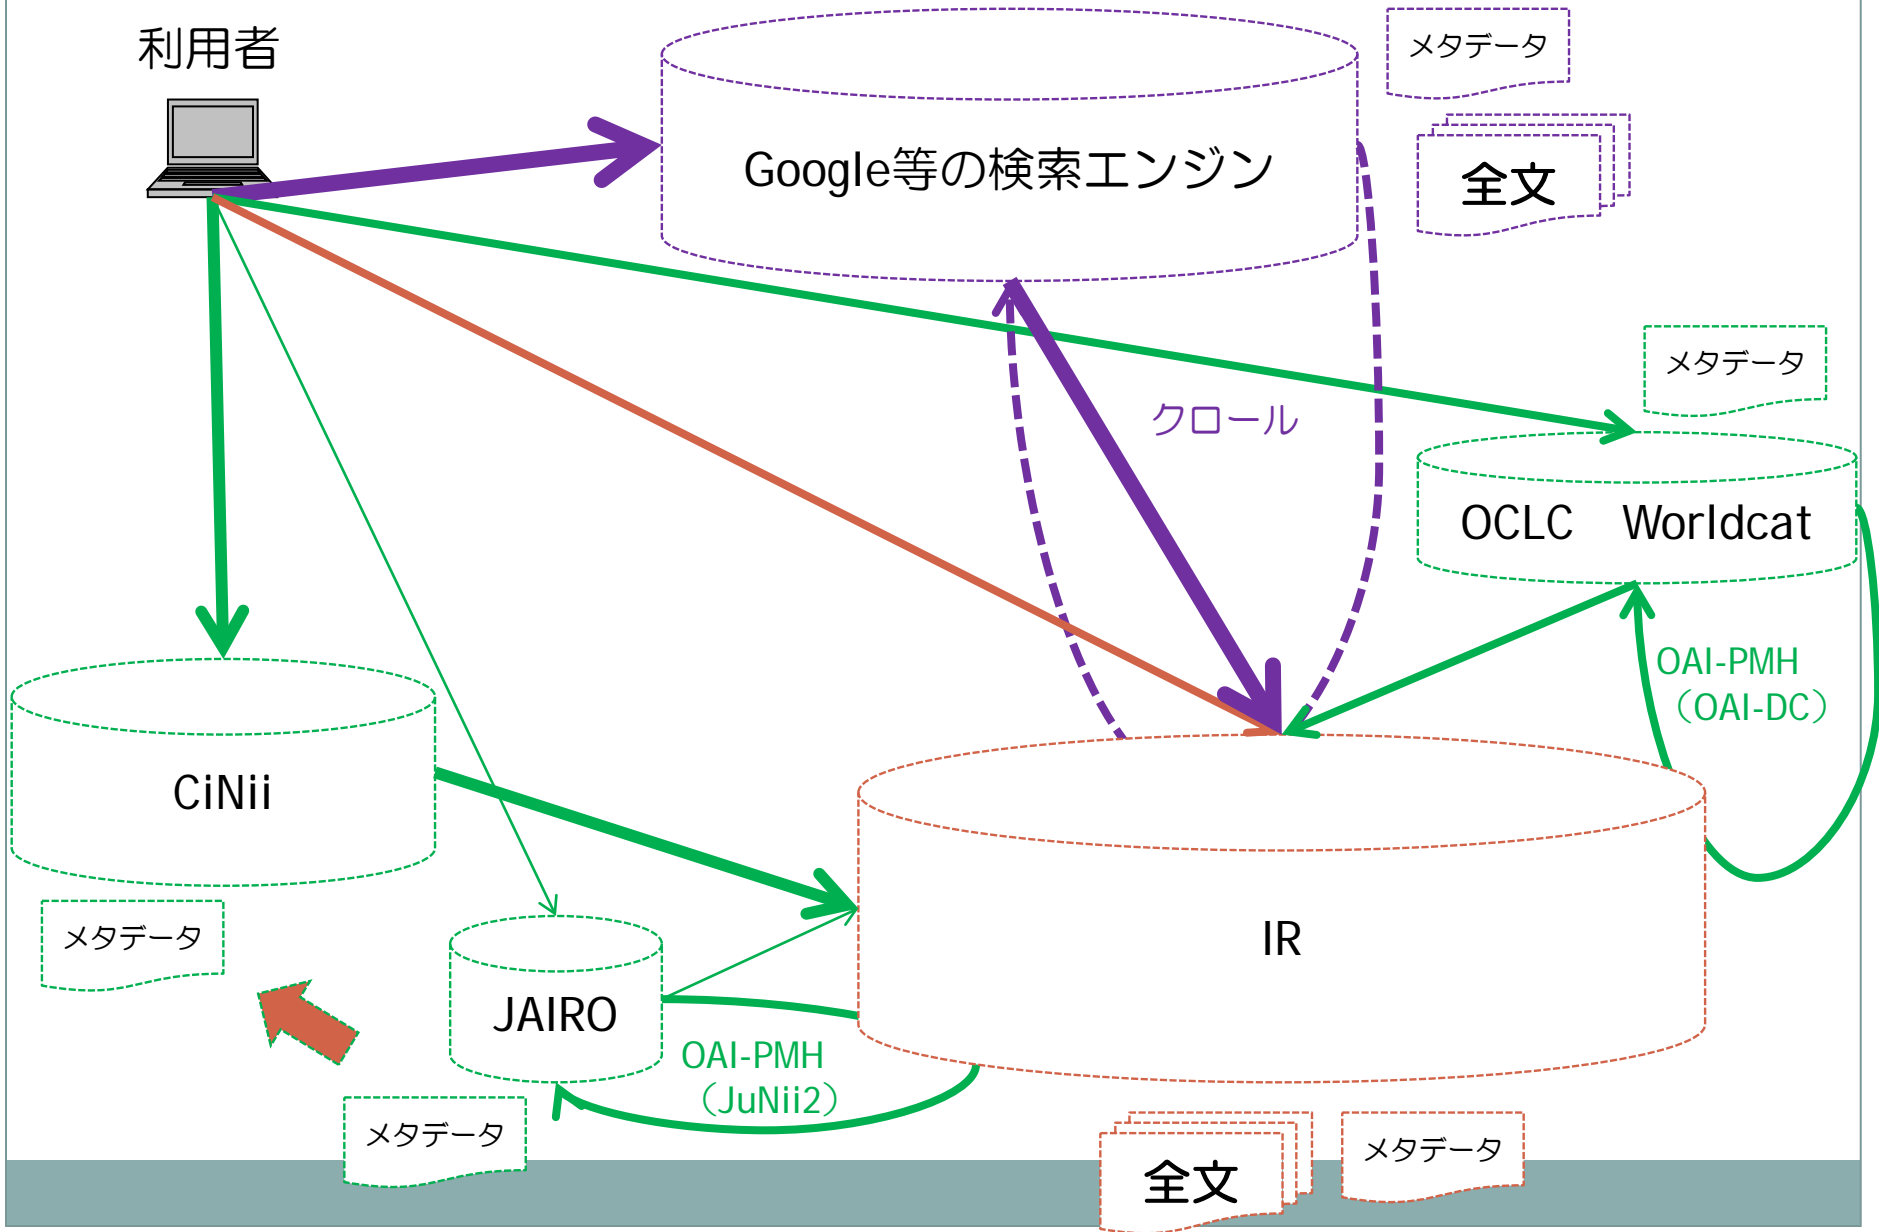 利用者
メタデータ
Google等の検索エンジン
全文
メタデータ
クロール
OCLC　Worldcat
OAI-PMH
（OAI-DC）
CiNii
メタデータ
IR
JAIRO
OAI-PMH
（JuNii2）
メタデータ
全文
メタデータ